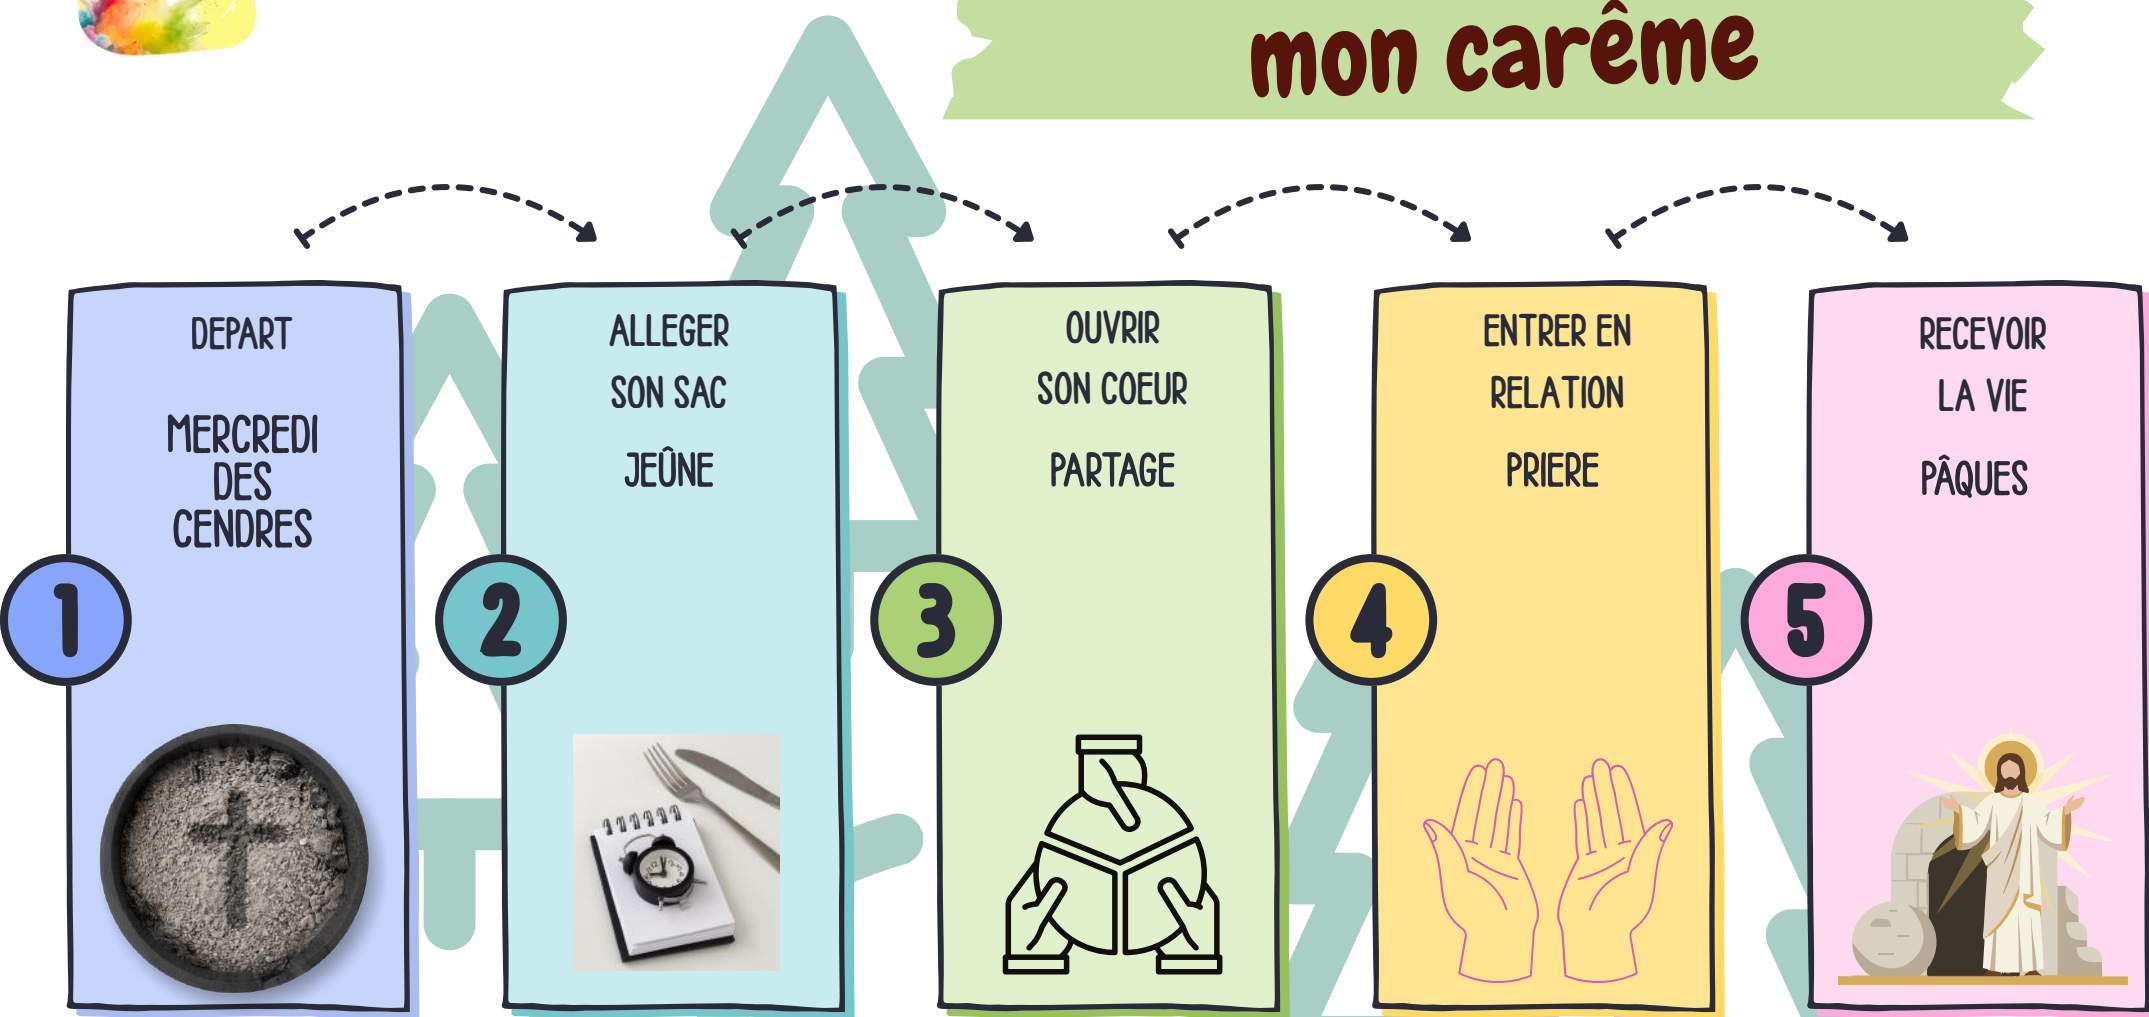 mon carême
DEPART
MERCREDI
DES
CENDRES
1
ALLEGER
SON SAC
JEÛNE
2
OUVRIR
SON COEUR
PARTAGE
3
ENTRER EN
RELATION
PRIERE
4
RECEVOIR
LA VIE
PÂQUES
5